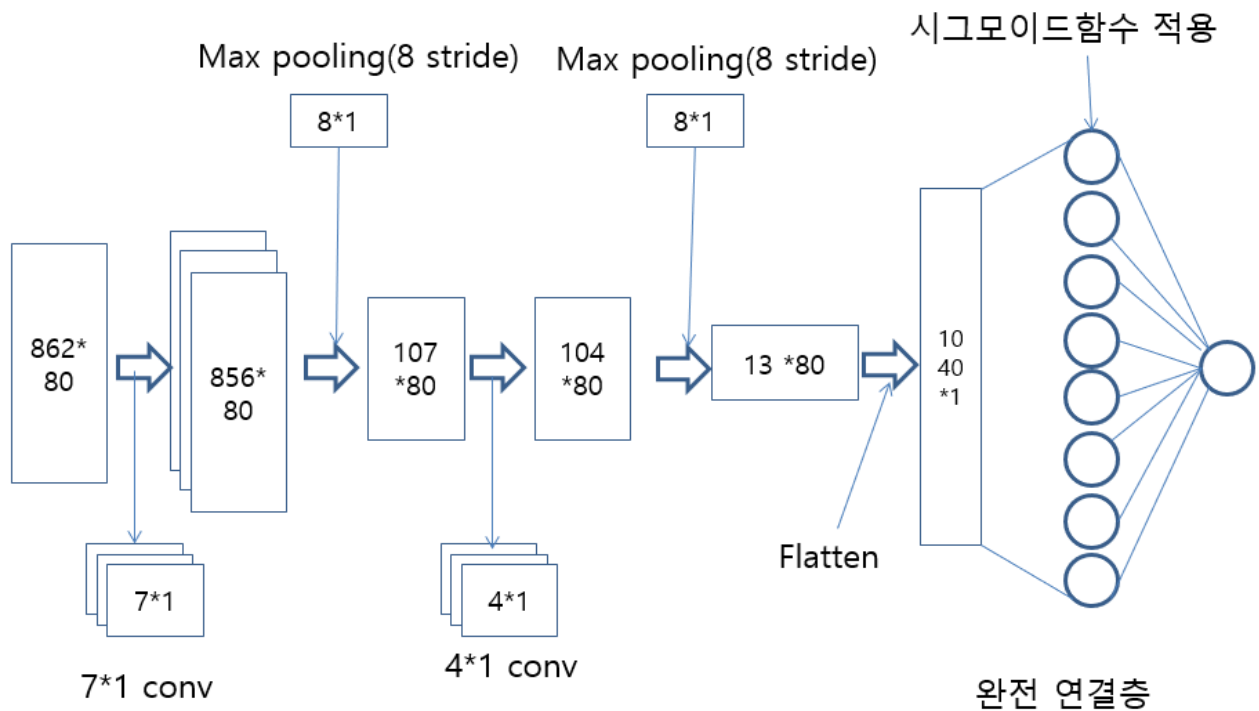 시그모이드함수 적용
Max pooling(8 stride)
Max pooling(8 stride)
8*1
8*1
862*
80
856*
80
107
*80
104
*80
13 *80
10
40
*1
Flatten
7*1
4*1
7*1 conv
4*1 conv
완전 연결층